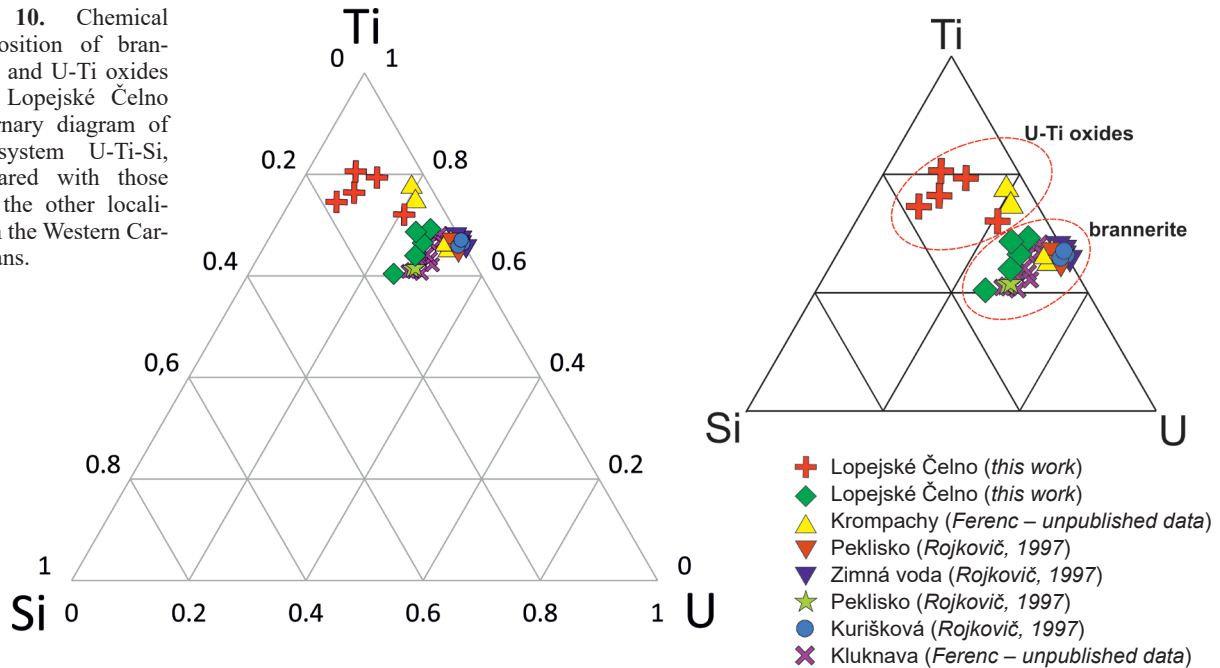 10. Chemical
osition of bran-
and U-Ti oxides
Lopejské Čelno
rnary diagram of
system U-Ti-Si,
ared with those
the other locali-
n the Western Car-
ans.
Ti
0 1
0.2 0.8
0.4 0.6
0,6 0.4
0.8 0.2
1 0
Si 0 0.2 0.4 0.6 0.8 1 U
Ti
U-Ti oxides
brannerite
Si U
Lopejské Čelno (this work)
Lopejské Čelno (this work)
Krompachy (Ferenc – unpublished data)
Peklisko (Rojkovič, 1997)
Zimná voda (Rojkovič, 1997)
Peklisko (Rojkovič, 1997)
Kurišková (Rojkovič, 1997)
Kluknava (Ferenc – unpublished data)